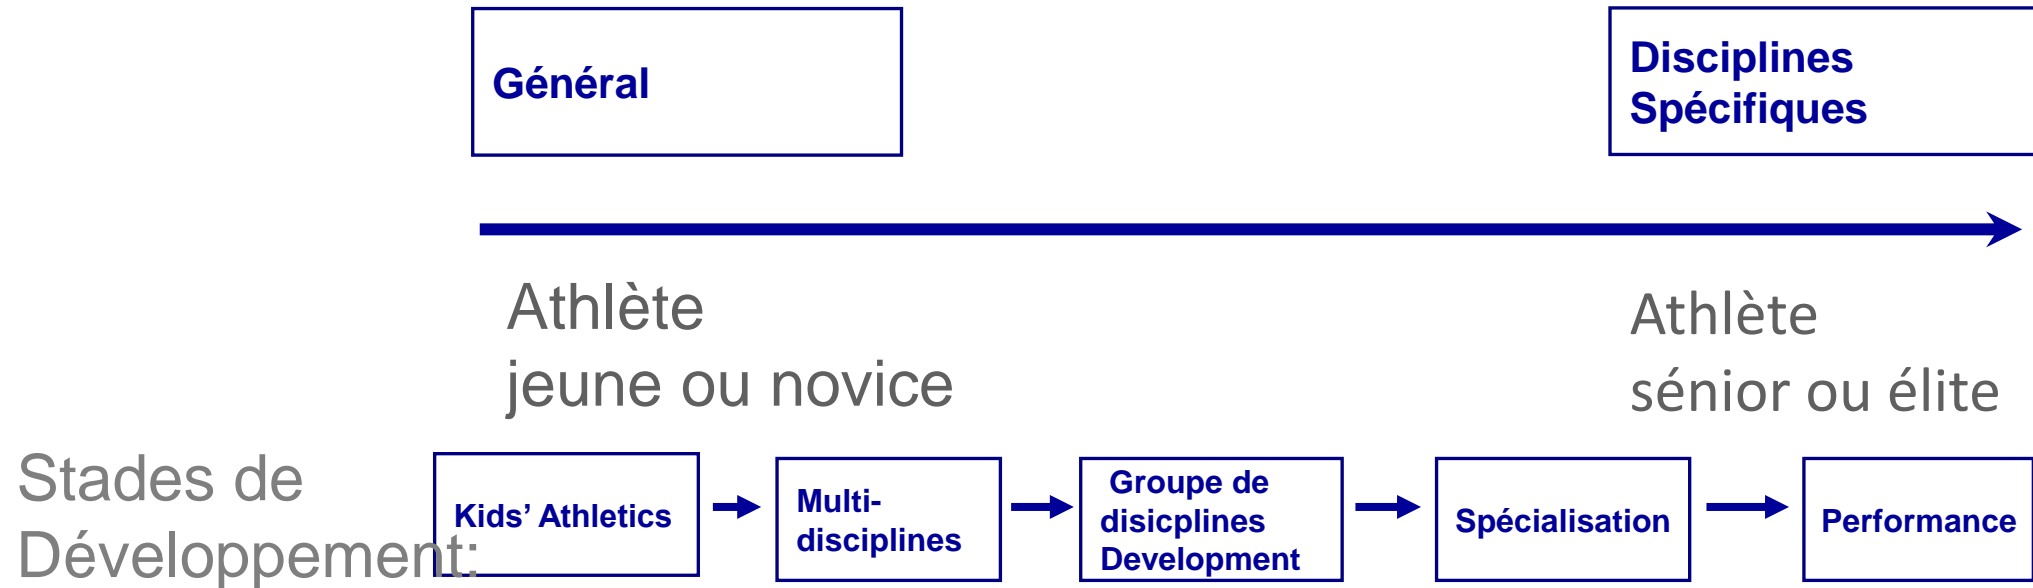 Général
Disciplines
Spécifiques
Athlète
jeune ou novice
Athlète
sénior ou élite
Stades de
Développement:
Kids’ Athletics
Multi-
disciplines
Groupe de
disicplines
Development
Spécialisation
Performance